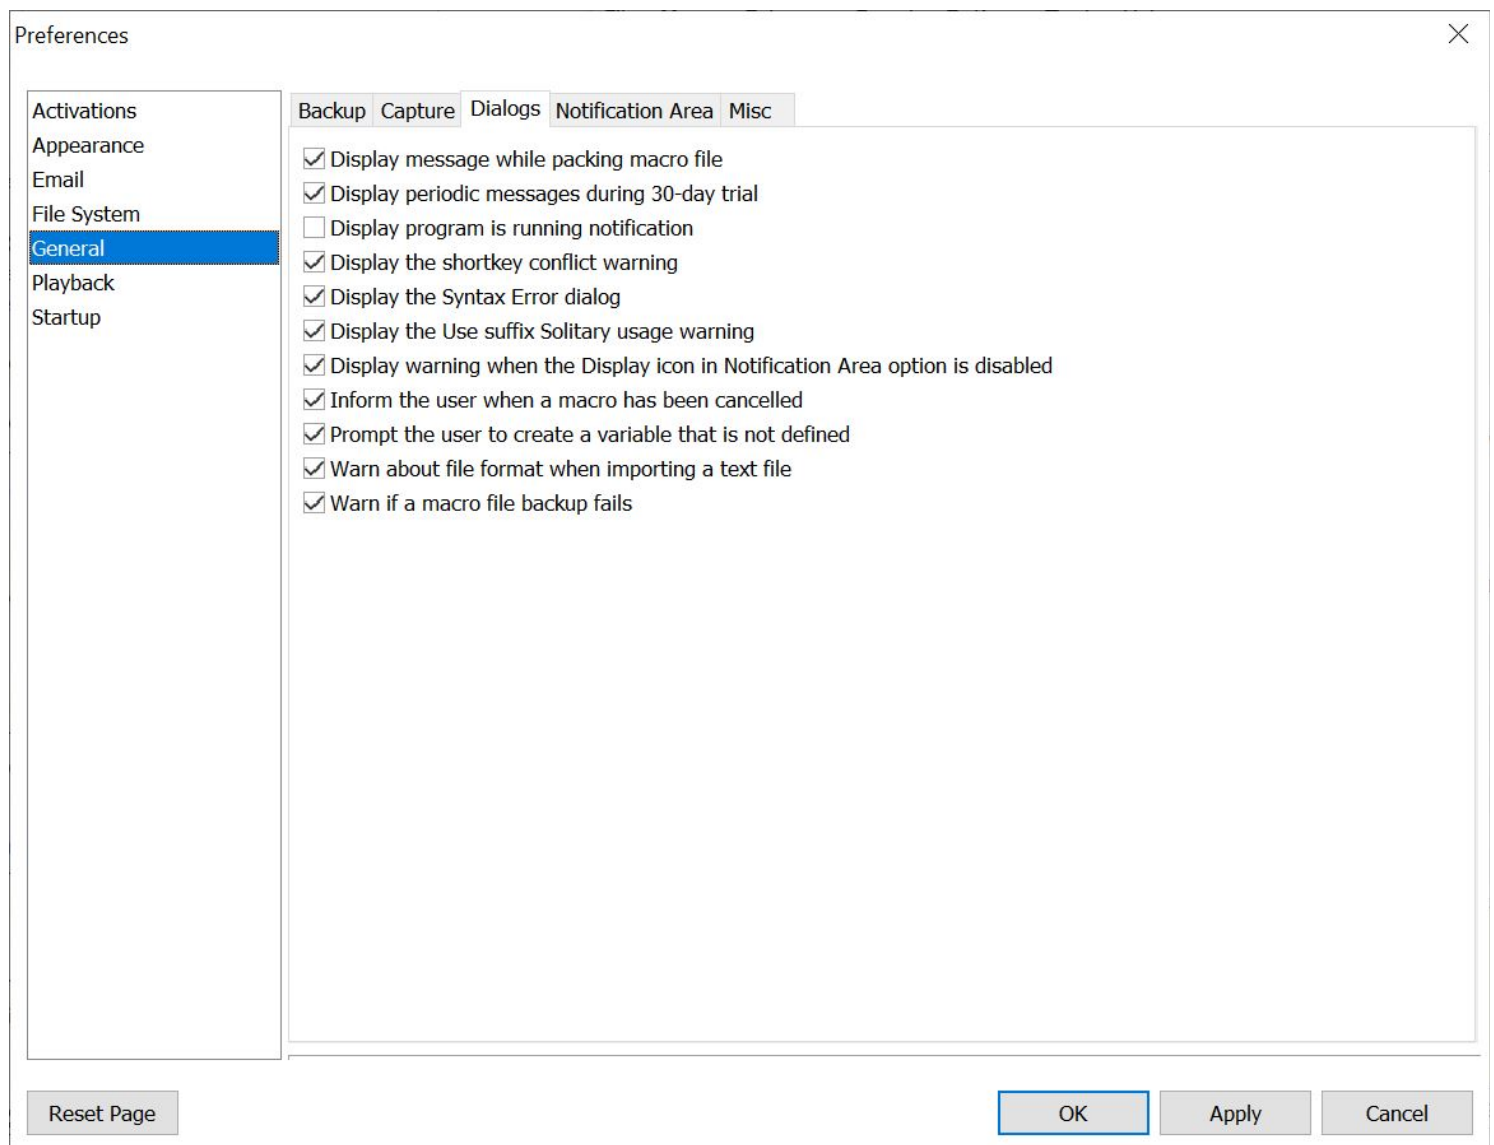 Preferences
Activations
Appearance
Email
File System
General
Playback
Startup
Backup Capture Dialogs Notification Area Misc
Display message while packing macro file
Display periodic messages during 30-day trial
Display program is running notification
Display the shortkey conflict warning
Display the Syntax Error dialog
Display the Use suffix Solitary usage warning
Display warning when the Display icon in Notification Area option is disabled
Inform the user when a macro has been cancelled
Prompt the user to create a variable that is not defined
Warn about file format when importing a text file
Warn if a macro file backup fails
Reset Page OK Apply Cancel